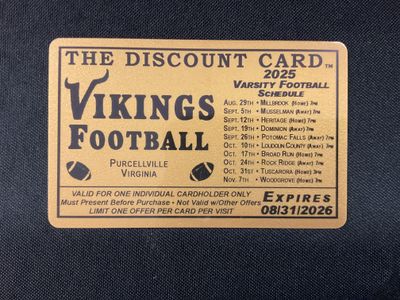 THE DISCOUNT CARD TM
2025
VARSITY FOOTBALL
SCHEDULE
VIKINGS
FOOTBALL
PURCELLVILLE
VIRGINIA
AUG. 29TH • MILLBROOK (HOME) 7PM
SEPT. 5TH • MUSSELMAN (AWAY) 7PM
SEPT. 12TH • HERITAGE (HOME) 7PM
SEPT. 19TH • DOMINION (AWAY) 7PM
SEPT. 26TH • POTOMAC FALLS (AWAY) 7PM
OCT. 10TH • LOUDOUN COUNTY (AWAY) 7PM
OCT. 17TH • BROAD RUN (HOME) 7PM
OCT. 24TH • ROCK RIDGE (AWAY) 7PM
OCT. 31ST • TUSCARORA (HOME) 7PM
NOV. 7TH • WOODGROVE (HOME) 7PM
VALID FOR ONE INDIVIDUAL CARDHOLDER ONLY
Must Present Before Purchase • Not Valid w/Other Offers
LIMIT ONE OFFER PER CARD PER VISIT
EXPIRES
08/31/2026